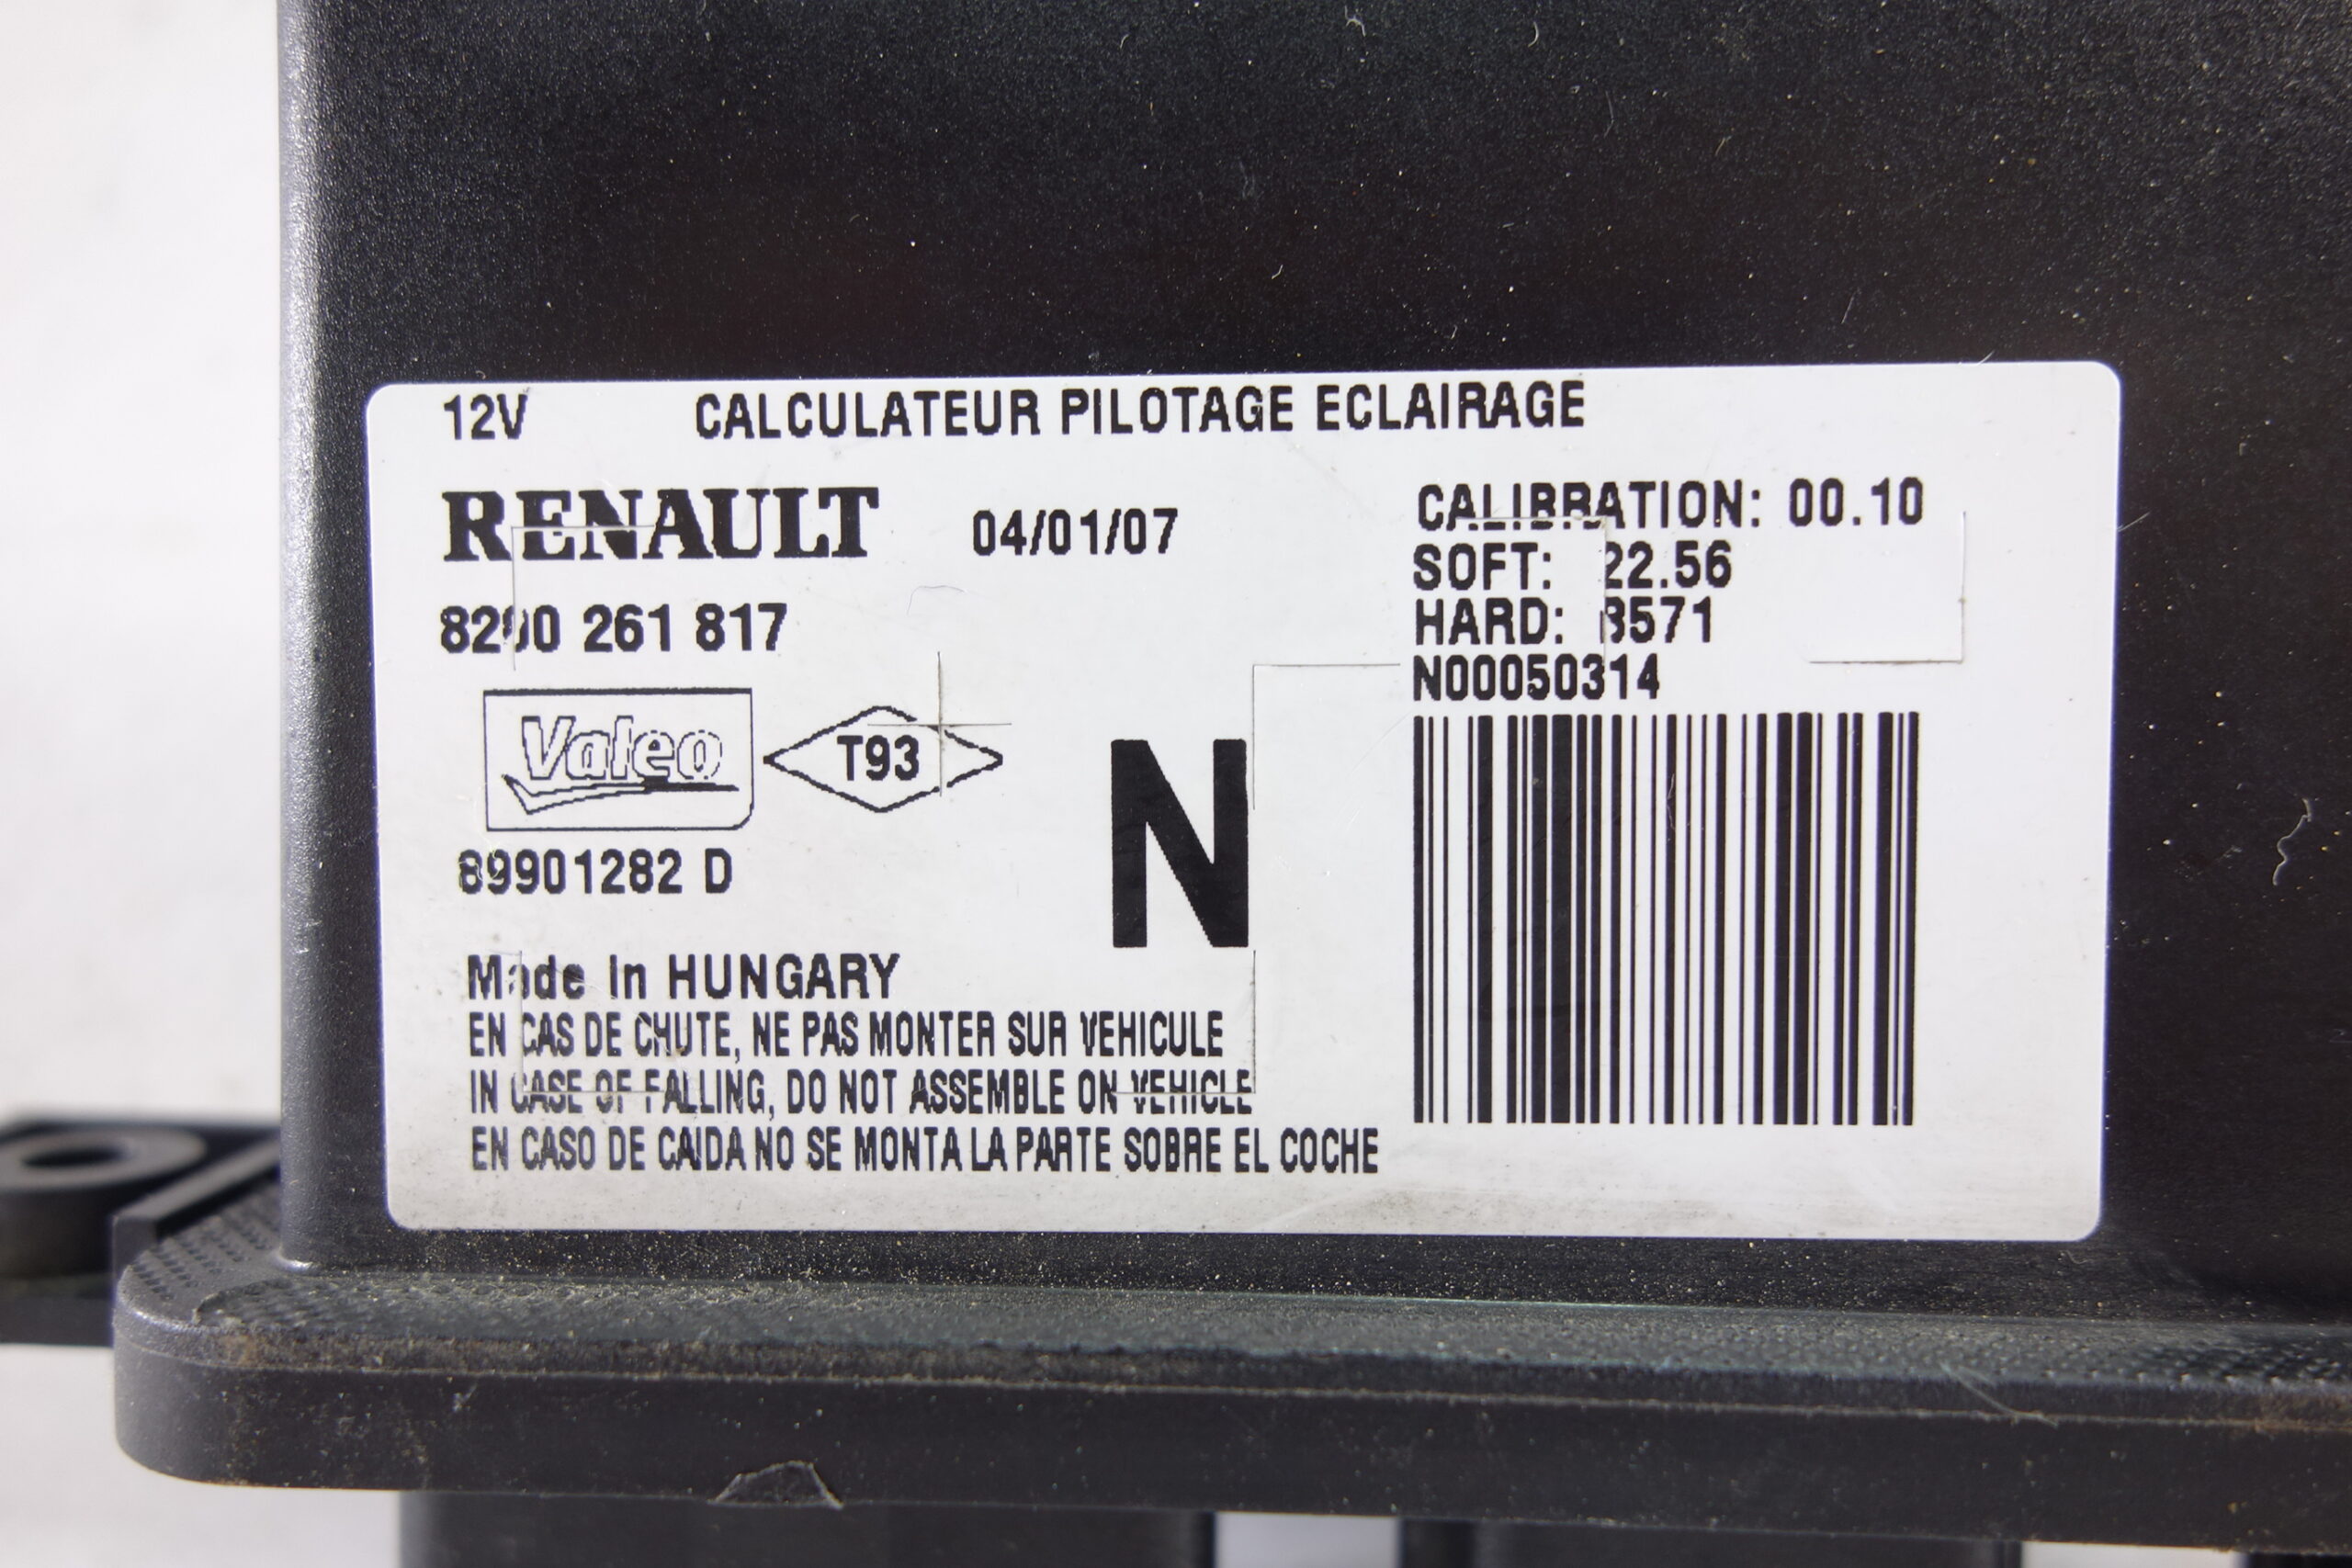 12V CALCULATEUR PILOTAGE ECLAIRAGE
RENAULT 04/01/07
8200 261 817
Valeo T93
89901282 D
N
Made In HUNGARY
EN CAS DE CHUTE, NE PAS MONTER SUR VEHICULE
IN CASE OF FALLING, DO NOT ASSEMBLE ON VEHICLE
EN CASO DE CAIDA NO SE MONTA LA PARTE SOBRE EL COCHE
CALIBRATION: 00.10
SOFT: 22.56
HARD: 8571
N00050314